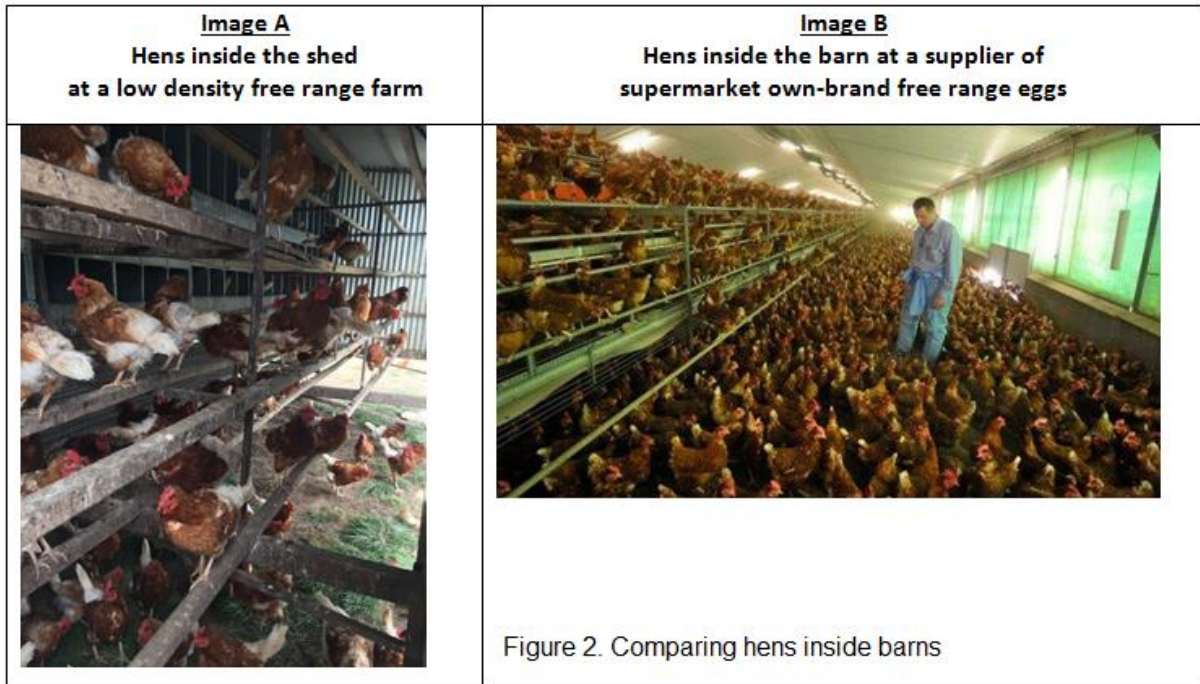 Image A
Hens inside the shed
at a low density free range farm
Image B
Hens inside the barn at a supplier of
supermarket own-brand free range eggs
Figure 2. Comparing hens inside barns